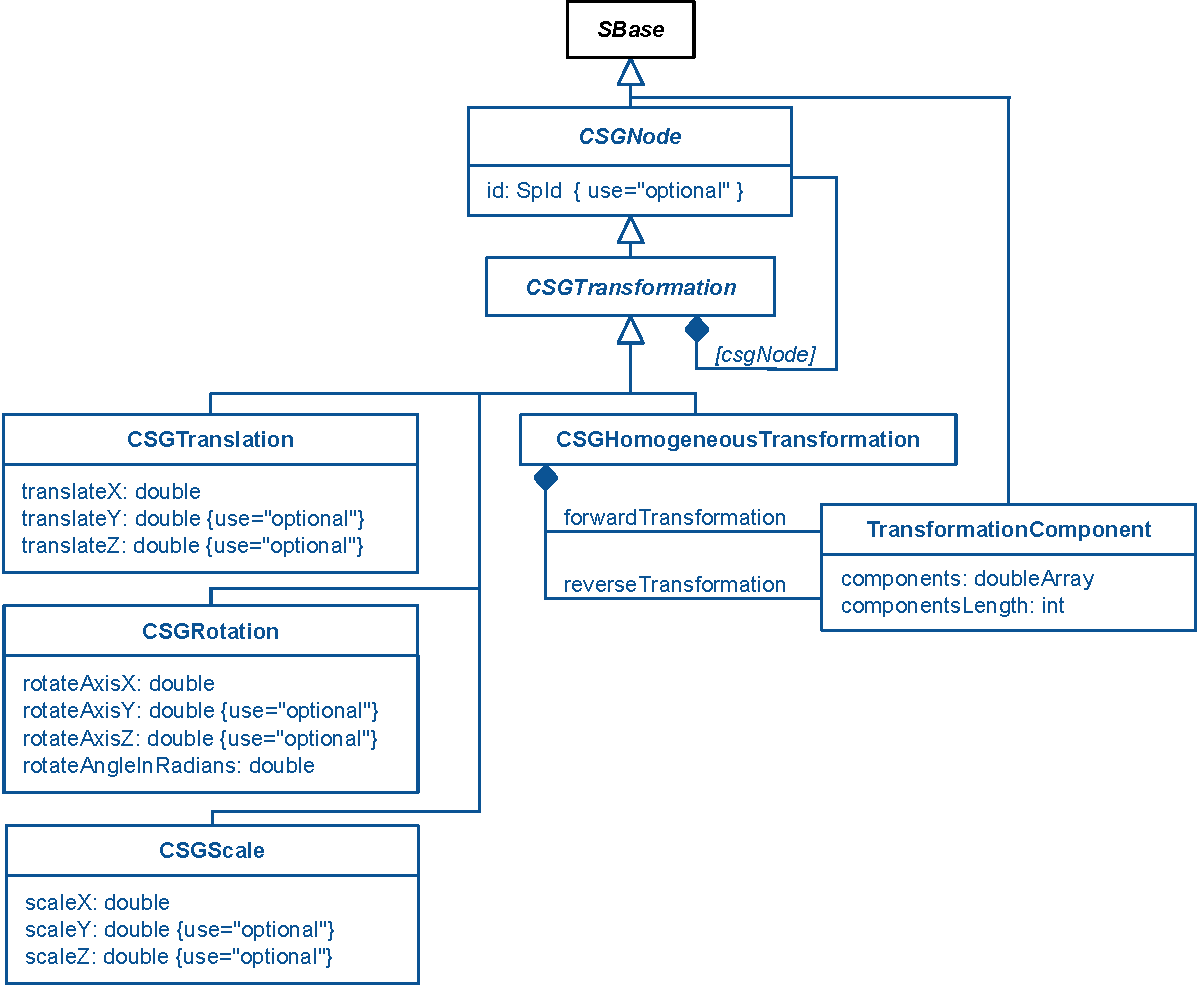 SBase
CSGNode
id: SpId { use="optional" }
CSGTransformation
[csgNode]
CSGTranslation
translateX: double
translateY: double {use="optional"}
translateZ: double {use="optional"}
CSGHomogeneousTransformation
forwardTransformation
reverseTransformation
TransformationComponent
components: doubleArray
componentsLength: int
CSGRotation
rotateAxisX: double
rotateAxisY: double {use="optional"}
rotateAxisZ: double {use="optional"}
rotateAngleInRadians: double
CSGScale
scaleX: double
scaleY: double {use="optional"}
scaleZ: double {use="optional"}